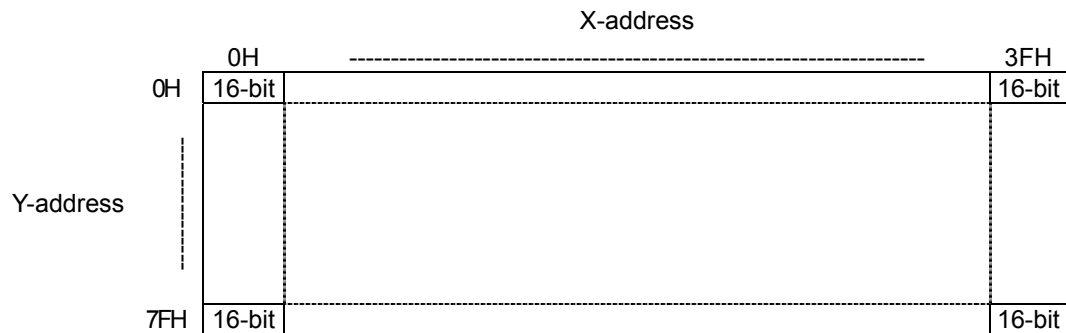 X-address
0H 3FH
0H 16-bit 16-bit
Y-address
7FH 16-bit 16-bit